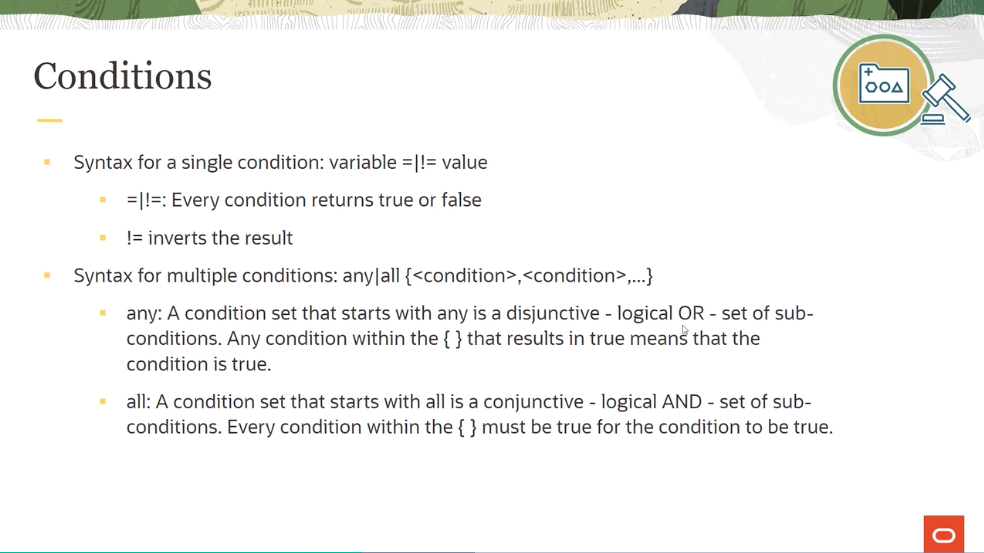 Conditions
Syntax for a single condition: variable =|!= value
=|!=: Every condition returns true or false
!= inverts the result
Syntax for multiple conditions: any|all {<condition>,<condition>,...}
any: A condition set that starts with any is a disjunctive - logical OR - set of sub-
conditions. Any condition within the { } that results in true means that the
condition is true.
all: A condition set that starts with all is a conjunctive - logical AND - set of sub-
conditions. Every condition within the { } must be true for the condition to be true.